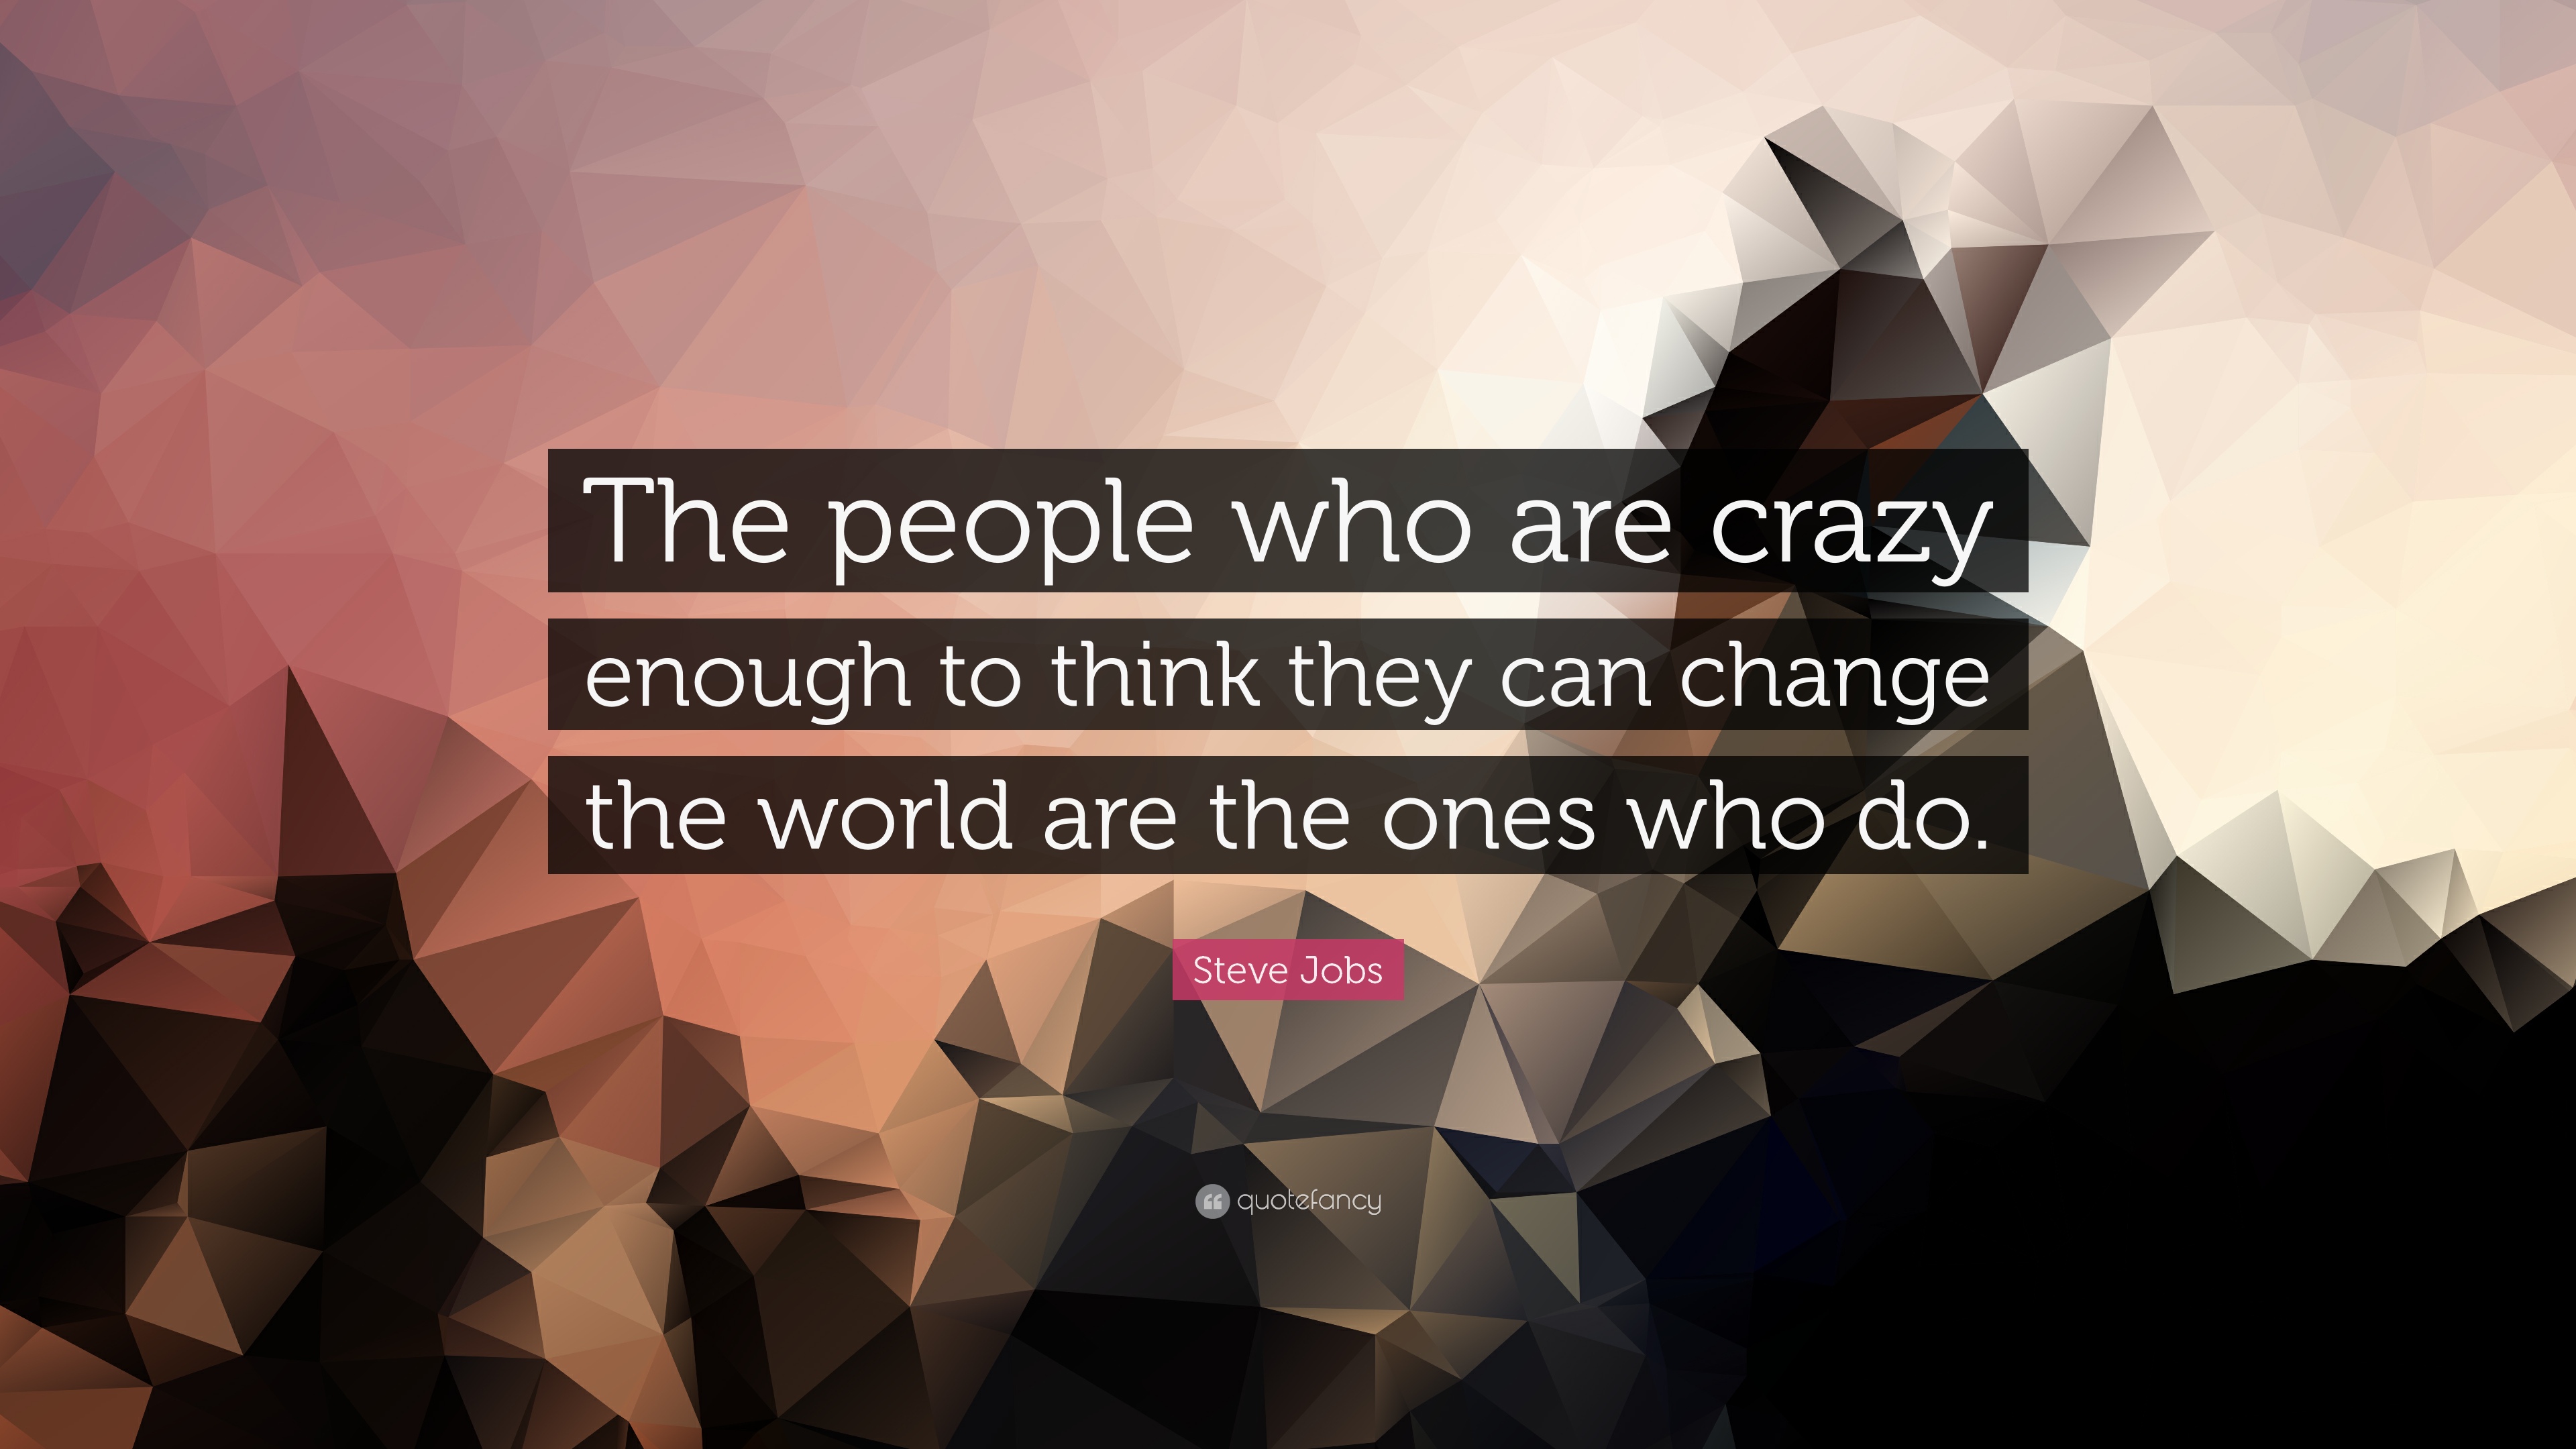 The people who are crazy
enough to think they can change
the world are the ones who do.
Steve Jobs
quotefancy